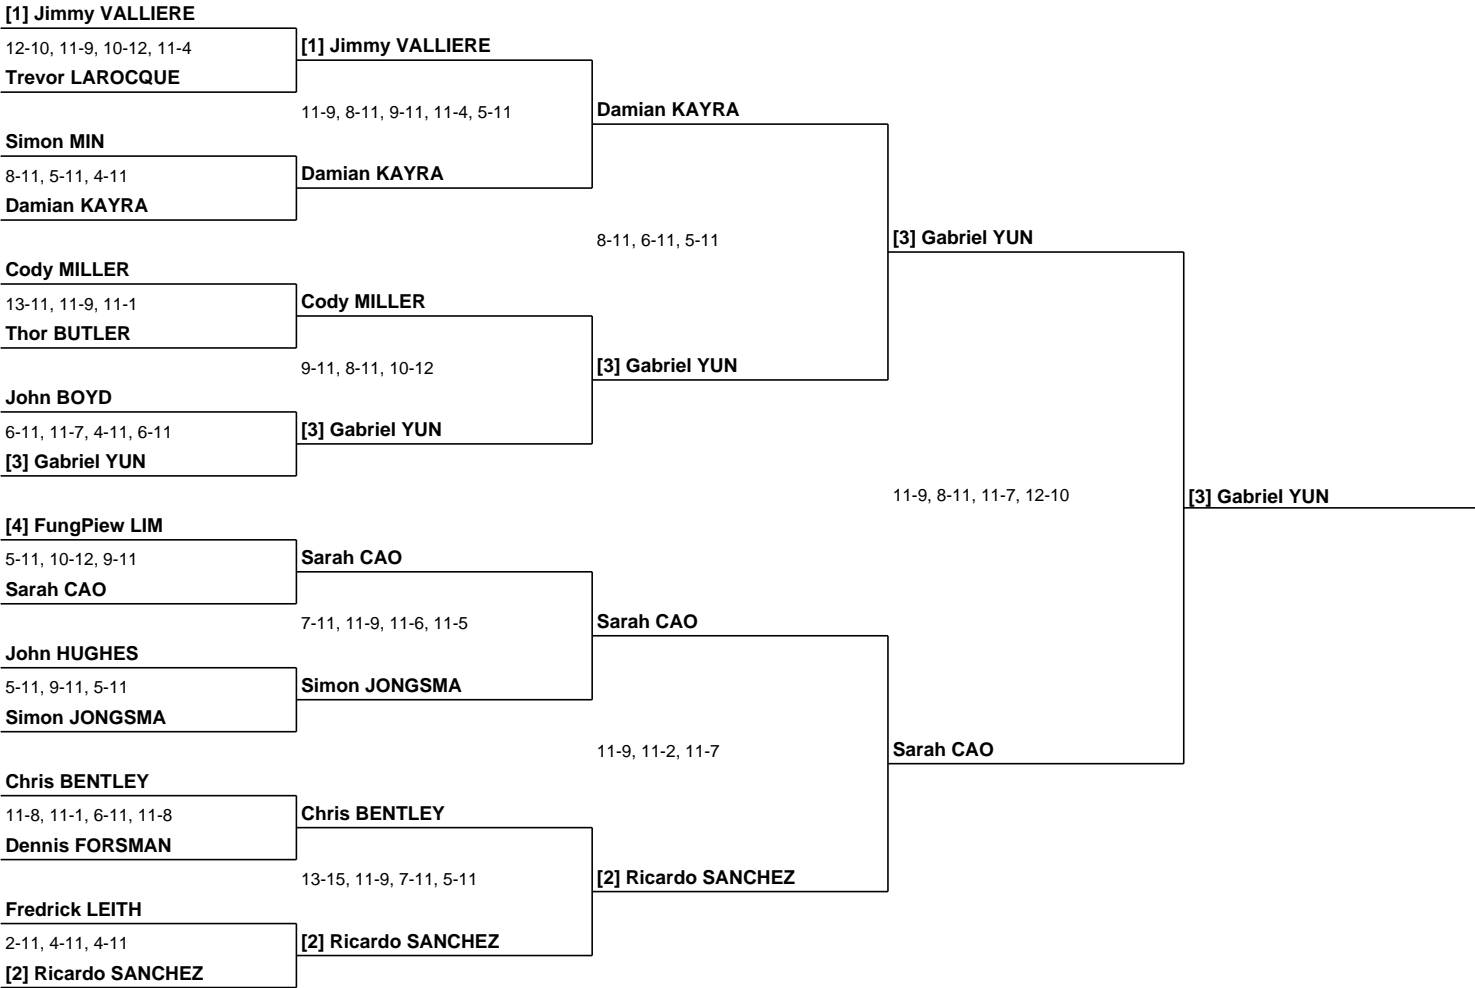 [1] Jimmy VALLIERE
12-10, 11-9, 10-12, 11-4
Trevor LAROCQUE
Simon MIN
8-11, 5-11, 4-11
Damian KAYRA
Cody MILLER
13-11, 11-9, 11-1
Thor BUTLER
John BOYD
6-11, 11-7, 4-11, 6-11
[3] Gabriel YUN
[4] FungPiew LIM
5-11, 10-12, 9-11
Sarah CAO
John HUGHES
5-11, 9-11, 5-11
Simon JONGSMA
Chris BENTLEY
11-8, 11-1, 6-11, 11-8
Dennis FORSMAN
Fredrick LEITH
2-11, 4-11, 4-11
[2] Ricardo SANCHEZ
[1] Jimmy VALLIERE
11-9, 8-11, 9-11, 11-4, 5-11
Damian KAYRA
Cody MILLER
9-11, 8-11, 10-12
[3] Gabriel YUN
Sarah CAO
7-11, 11-9, 11-6, 11-5
Simon JONGSMA
Chris BENTLEY
13-15, 11-9, 7-11, 5-11
[2] Ricardo SANCHEZ
Damian KAYRA
8-11, 6-11, 5-11
[3] Gabriel YUN
Sarah CAO
11-9, 11-2, 11-7
[2] Ricardo SANCHEZ
[3] Gabriel YUN
11-9, 8-11, 11-7, 12-10
Sarah CAO
[3] Gabriel YUN